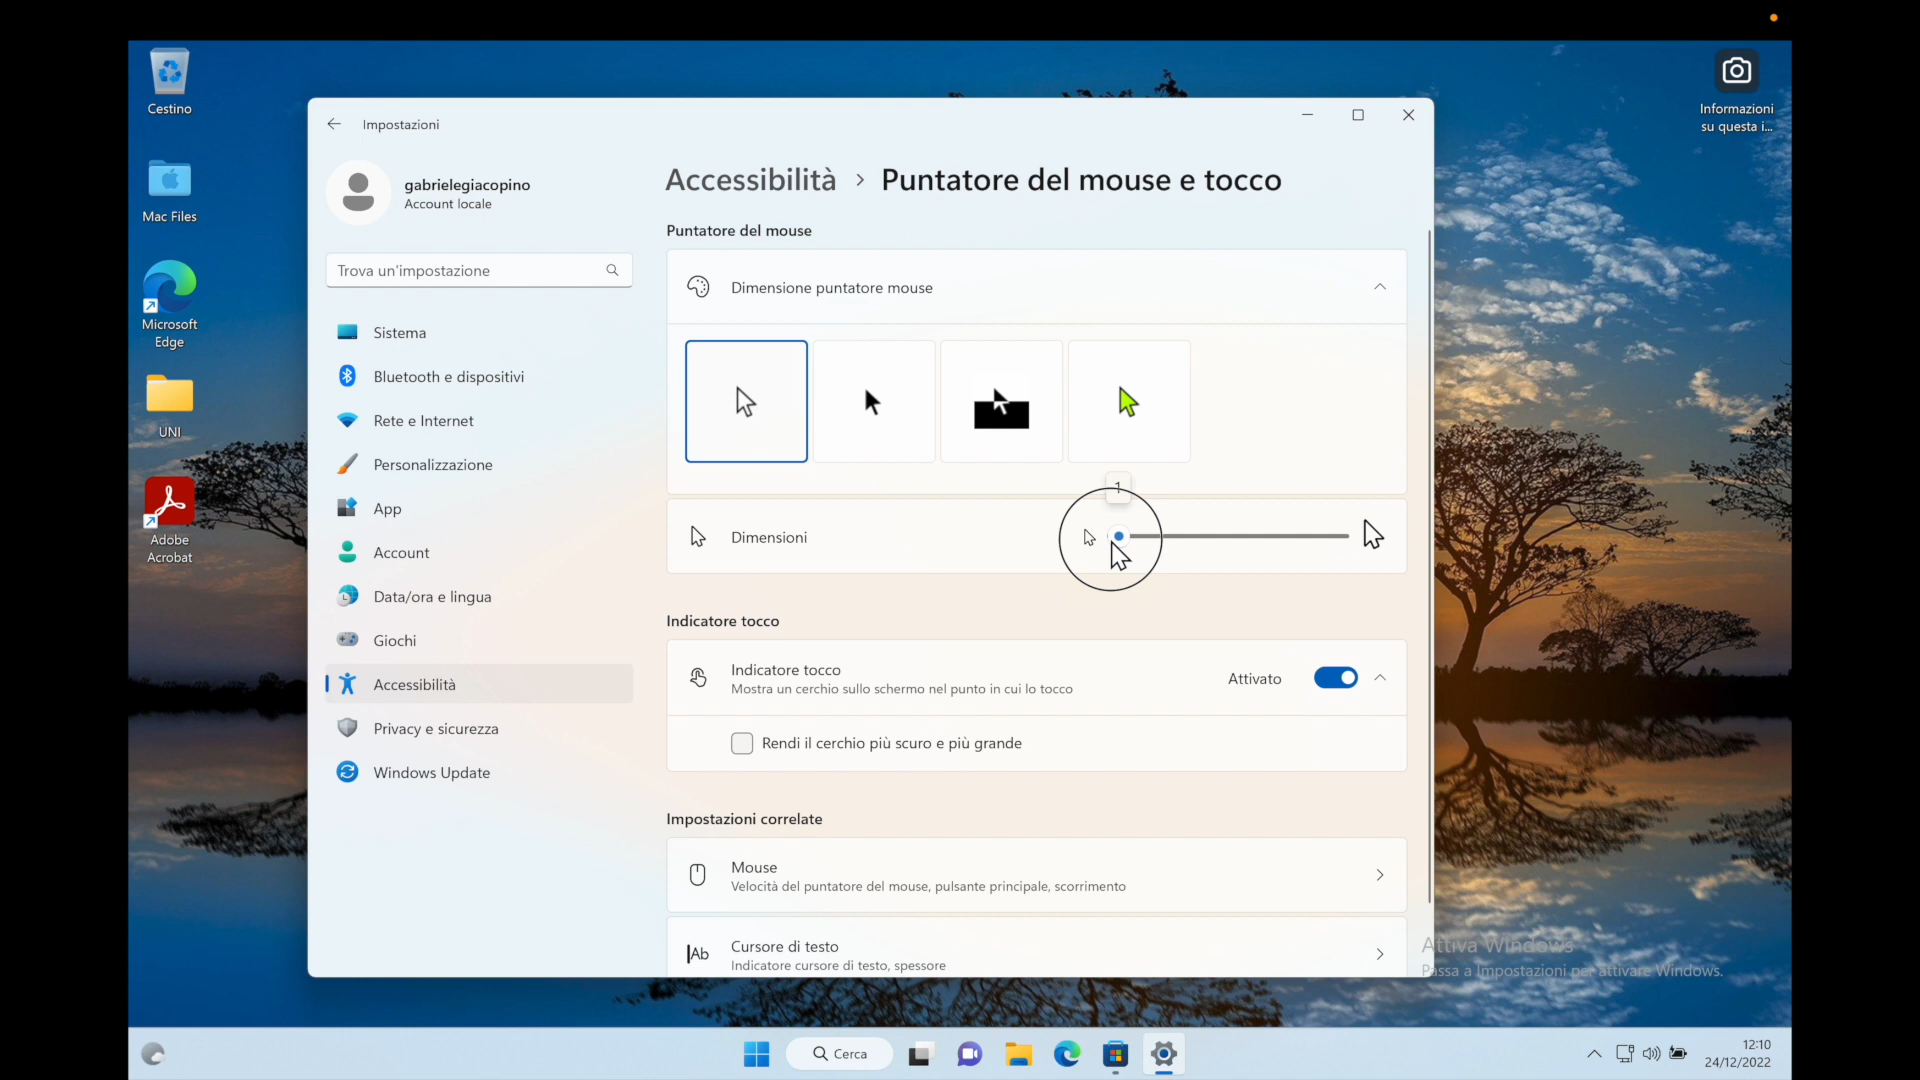 Cestino
Mac Files
Microsoft
Edge
UNI
Adobe
Acrobat
Informazioni
su questa i...
Impostazioni
gabrielegiacopino
Account locale
Trova un'impostazione
Sistema
Bluetooth e dispositivi
Rete e Internet
Personalizzazione
App
Account
Data/ora e lingua
Giochi
Accessibilità
Privacy e sicurezza
Windows Update
Accessibilità > Puntatore del mouse e tocco
Puntatore del mouse
Dimensione puntatore mouse
1
Dimensioni
Indicatore tocco
Indicatore tocco
Mostra un cerchio sullo schermo nel punto in cui lo tocco
Attivato
Rendi il cerchio più scuro e più grande
Impostazioni correlate
Mouse
Velocità del puntatore del mouse, pulsante principale, scorrimento
Ab
Cursore di testo
Indicatore cursore di testo, spessore
Attiva Windows
Passa a Impostazioni per attivare Windows.
Cerca
12:10
24/12/2022